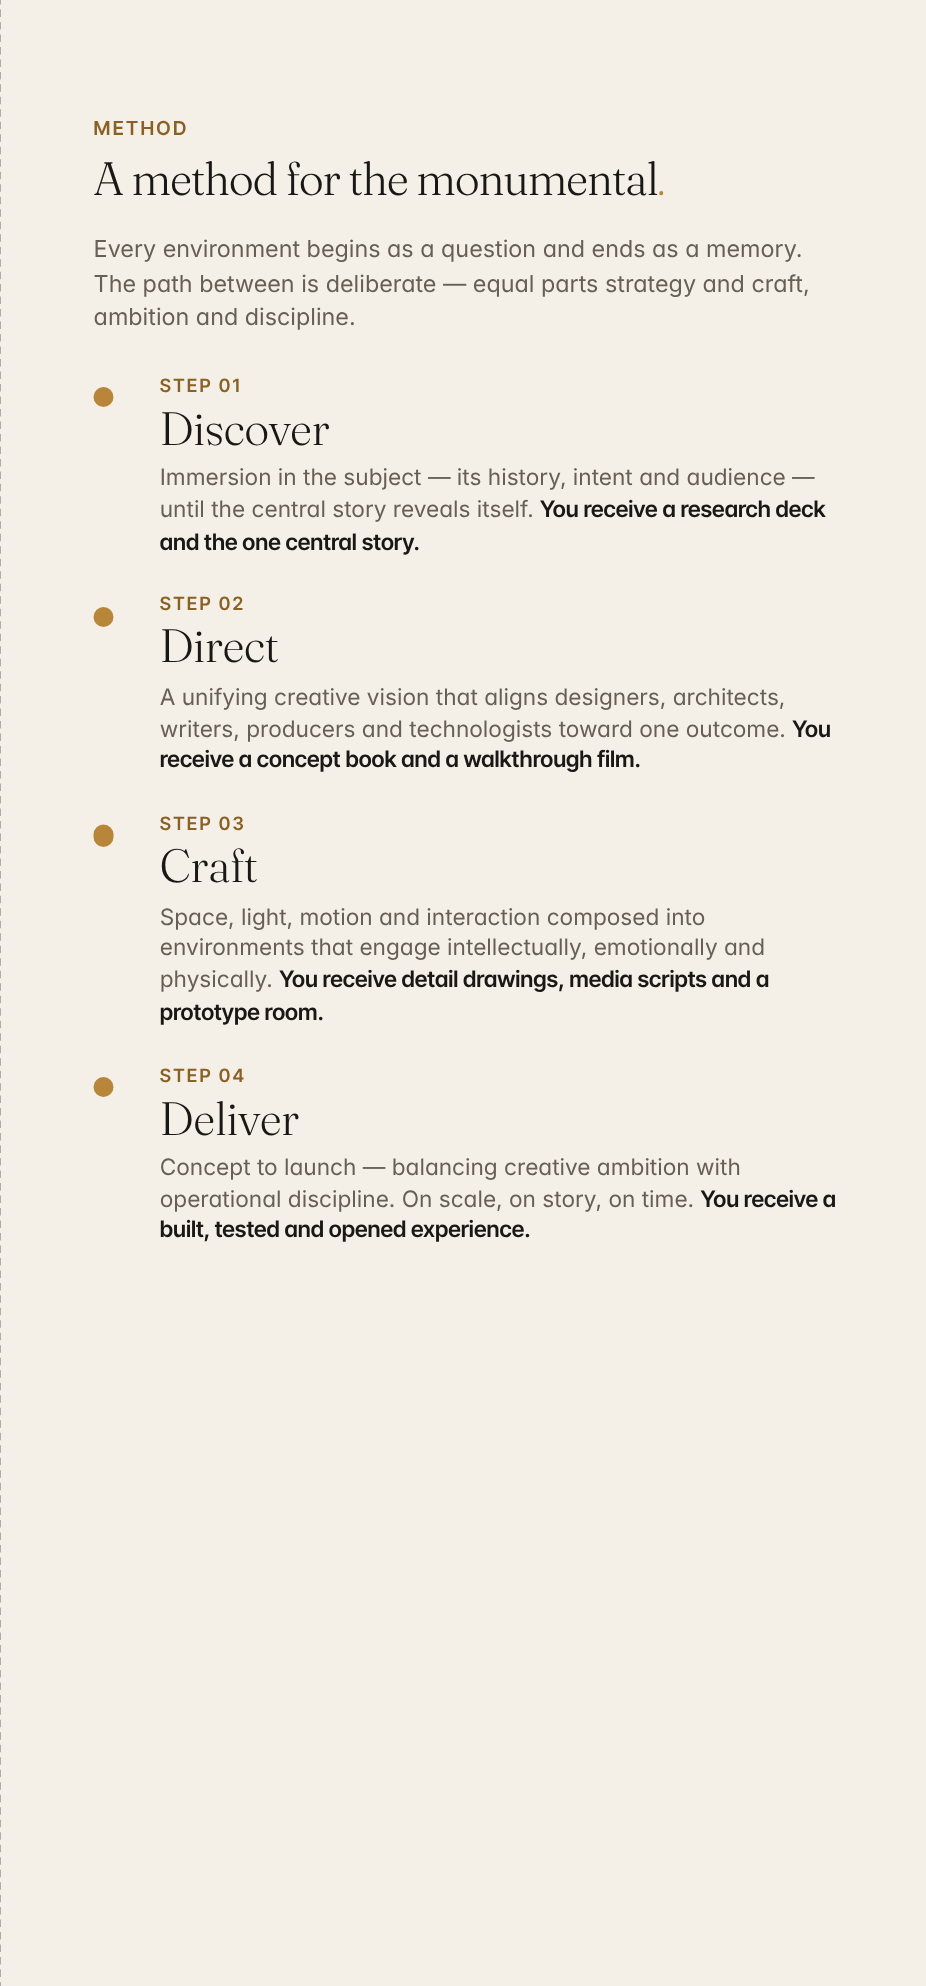 METHOD
A method for the monumental.
Every environment begins as a question and ends as a memory.
The path between is deliberate — equal parts strategy and craft,
ambition and discipline.
STEP 01
Discover
Immersion in the subject — its history, intent and audience —
until the central story reveals itself. You receive a research deck
and the one central story.
STEP 02
Direct
A unifying creative vision that aligns designers, architects,
writers, producers and technologists toward one outcome. You
receive a concept book and a walkthrough film.
STEP 03
Craft
Space, light, motion and interaction composed into
environments that engage intellectually, emotionally and
physically. You receive detail drawings, media scripts and a
prototype room.
STEP 04
Deliver
Concept to launch — balancing creative ambition with
operational discipline. On scale, on story, on time. You receive a
built, tested and opened experience.